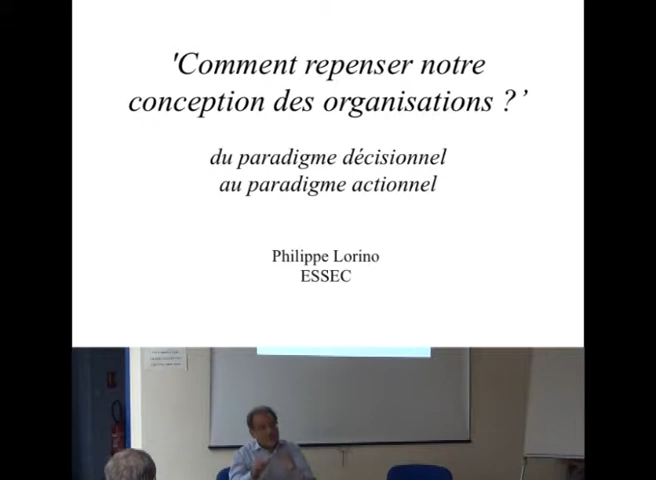 'Comment repenser notre
conception des organisations ?’
du paradigme décisionnel
au paradigme actionnel
Philippe Lorino
ESSEC